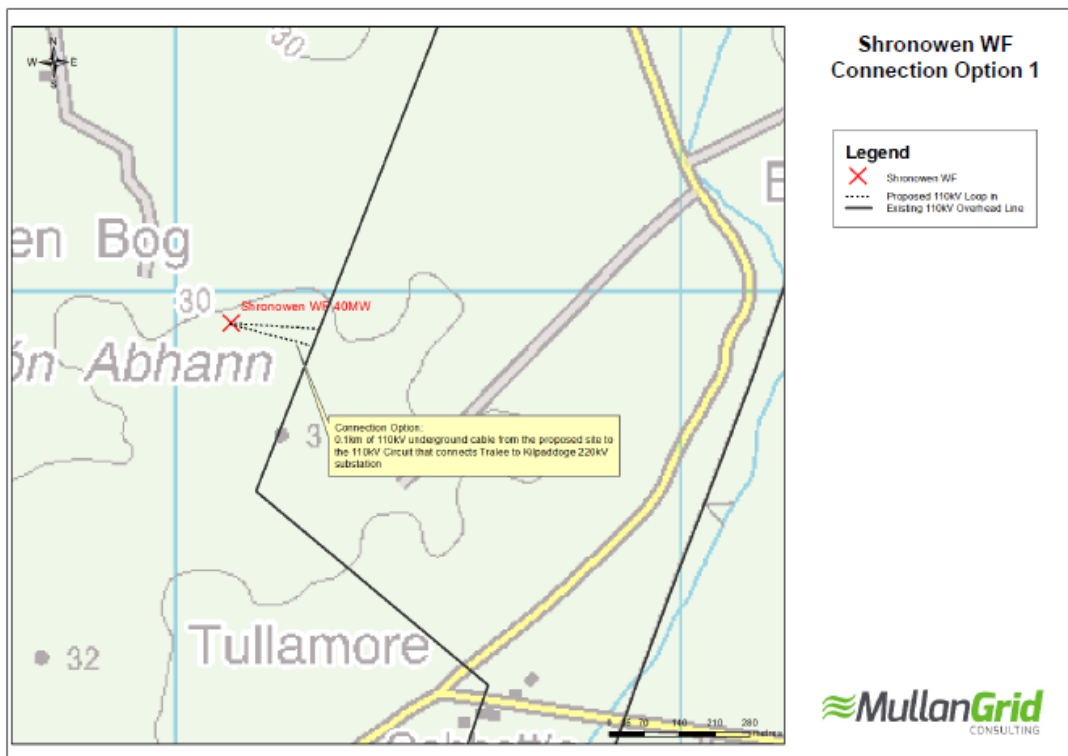 Shronowen WF
Connection Option 1
Legend
Shronowen WF
Proposed 110kV Loop in
Existing 110kV Overhead Line
N
W E
S
30
en Bog
30
Shronowen WF 40MW
ón Abhann
Connection Option:
0.1km of 110kV underground cable from the proposed site to
the 110kV Circuit that connects Tralee to Kilpaddoge 220kV
substation
3
Tullamore
32
0 35 70 140 210 280
MullanGrid
CONSULTING